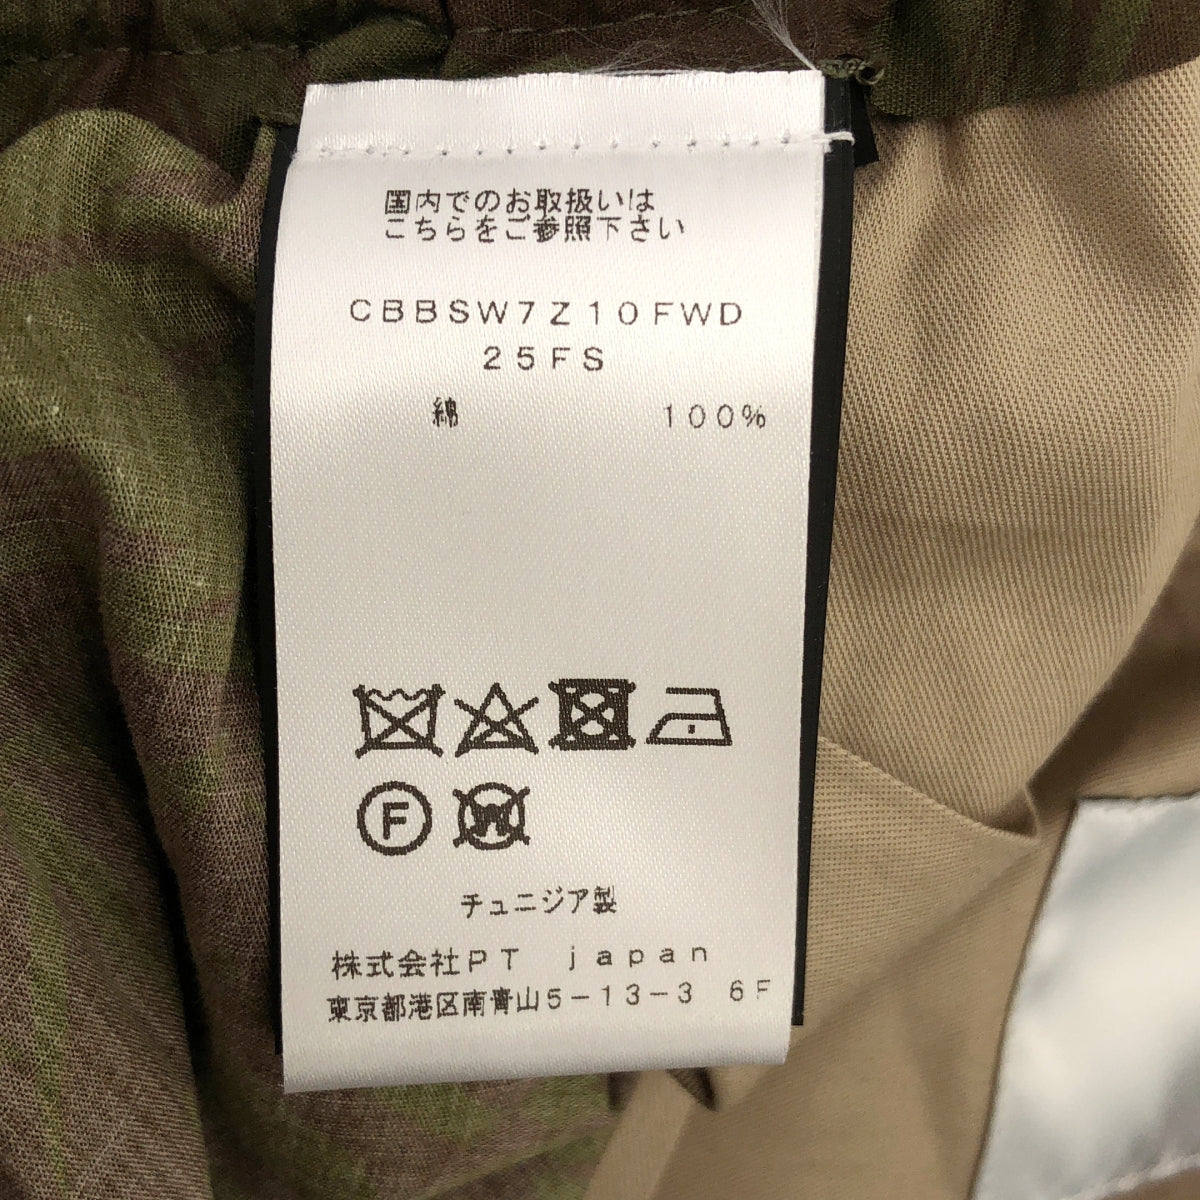 国内でのお取扱いは
こちらをご参照下さい
CBBSW7Z10FWD
25FS
綿 100%
F
W
チュニジア製
株式会社PT japan
東京都港区南青山5-13-3 6F